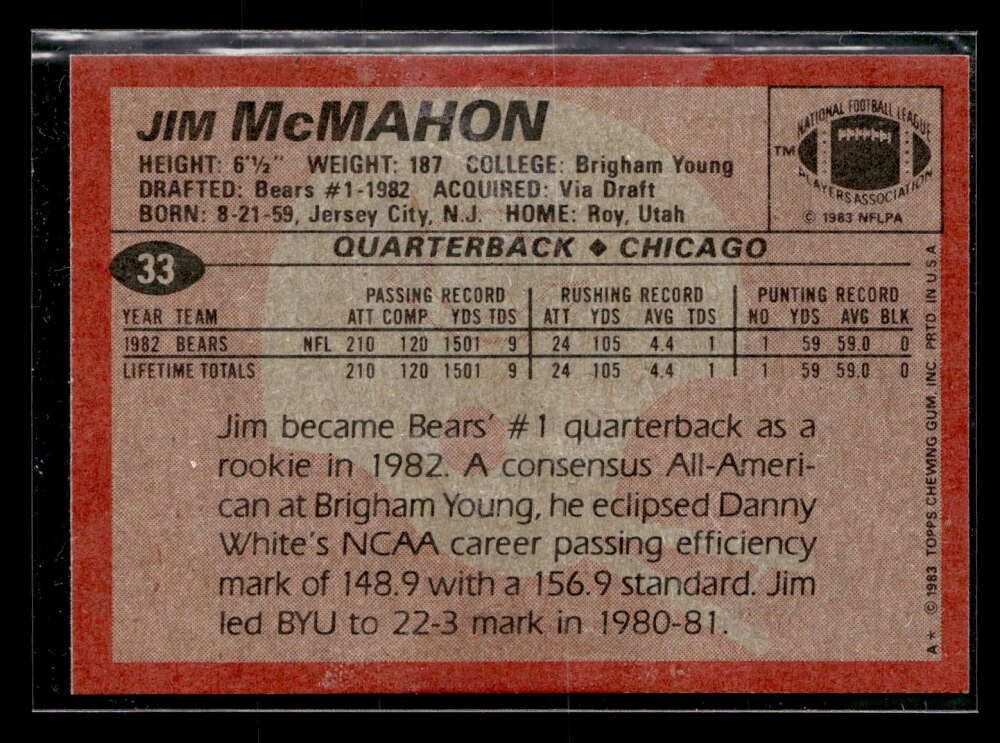 JIM McMAHON
HEIGHT: 6'½" WEIGHT: 187 COLLEGE: Brigham Young
DRAFTED: Bears #1-1982 ACQUIRED: Via Draft
BORN: 8-21-59, Jersey City, N.J. HOME: Roy, Utah
NATIONAL FOOTBALL LEAGUE
TM
PLAYERS ASSOCIATION
© 1983 NFLPA
QUARTERBACK ◆ CHICAGO
33
PASSING RECORD RUSHING RECORD PUNTING RECORD
YEAR TEAM ATT COMP YDS TDS ATT YDS AVG TDS NO YDS AVG BLK
1982 BEARS NFL 210 120 1501 9 24 105 4.4 1 1 59 59.0 0
LIFETIME TOTALS 210 120 1501 9 24 105 4.4 1 1 59 59.0 0
Jim became Bears' #1 quarterback as a
rookie in 1982. A consensus All-Ameri-
can at Brigham Young, he eclipsed Danny
White's NCAA career passing efficiency
mark of 148.9 with a 156.9 standard. Jim
led BYU to 22-3 mark in 1980-81.
A* © 1983 TOPPS CHEWING GUM, INC. PRTD. IN U.S.A.